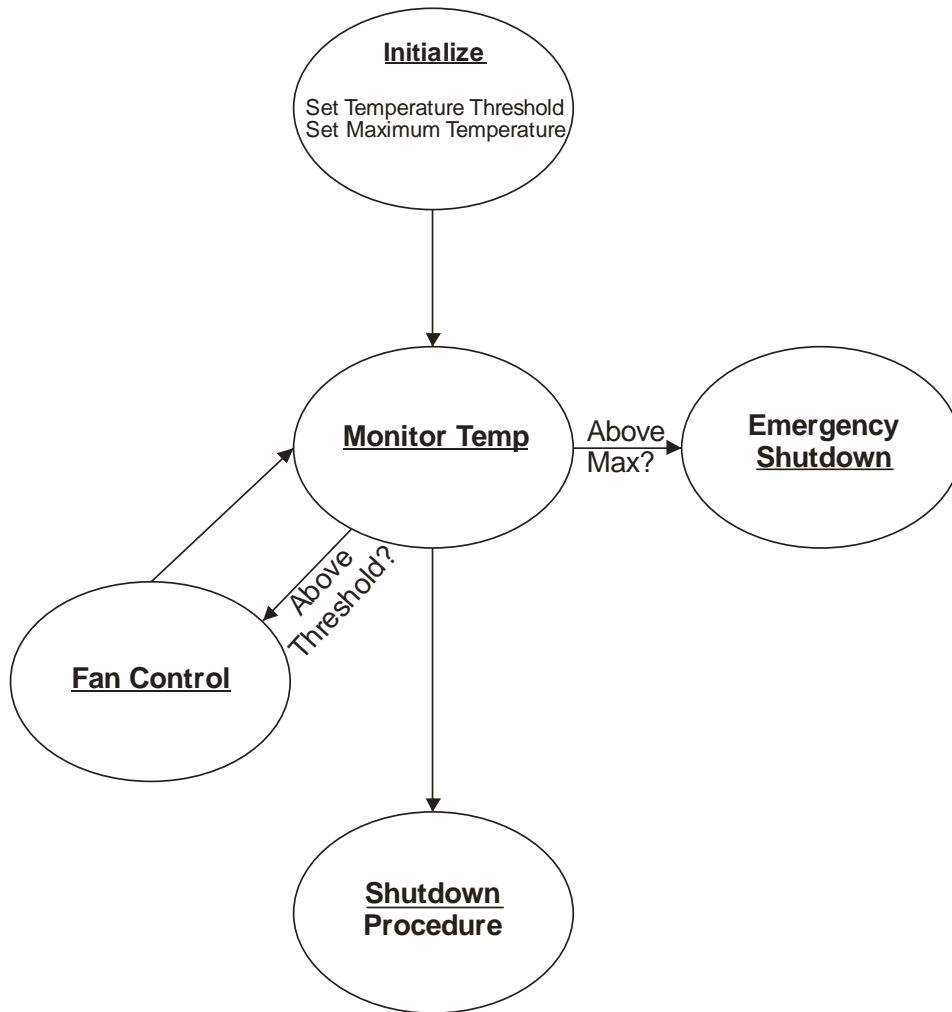 Initialize
Set Temperature Threshold
Set Maximum Temperature
Monitor Temp
Above
Max?
Emergency
Shutdown
Above
Threshold?
Fan Control
Shutdown
Procedure